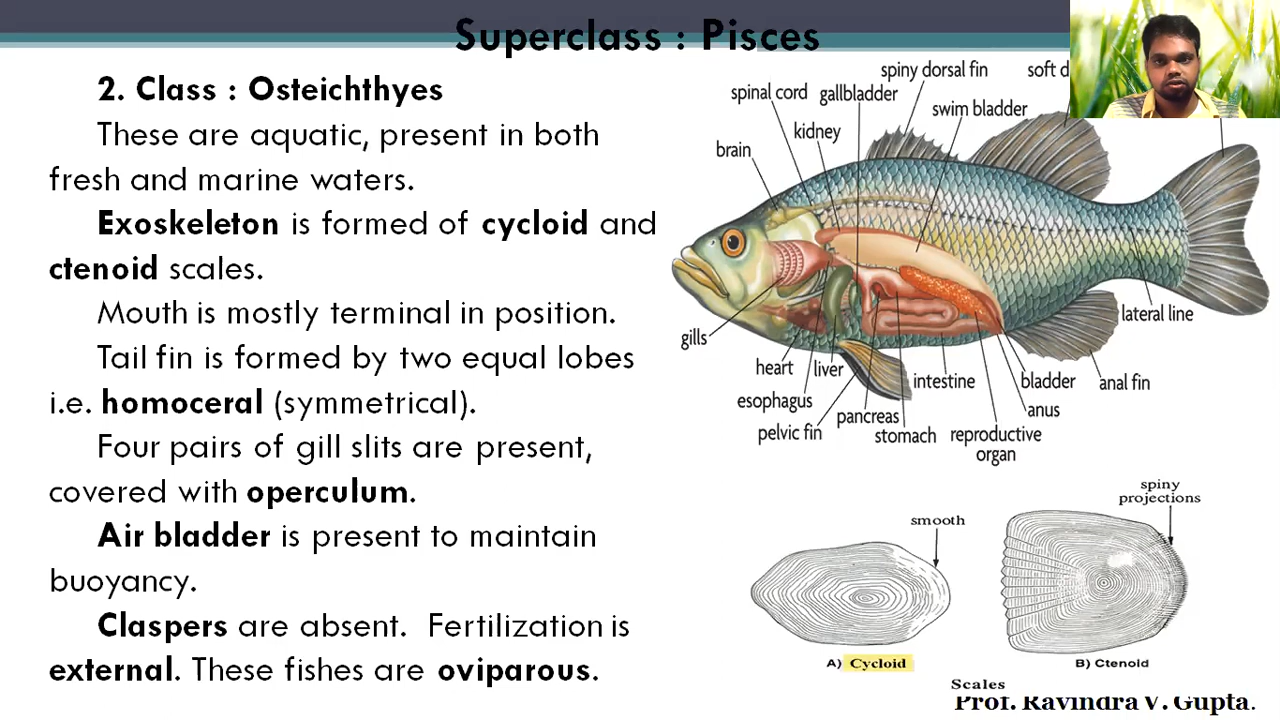 Superclass : Pisces
2. Class : Osteichthyes
These are aquatic, present in both
fresh and marine waters.
Exoskeleton is formed of cycloid and
ctenoid scales.
Mouth is mostly terminal in position.
Tail fin is formed by two equal lobes
i.e. homoceral (symmetrical).
Four pairs of gill slits are present,
covered with operculum.
Air bladder is present to maintain
buoyancy.
Claspers are absent. Fertilization is
external. These fishes are oviparous.
spiny dorsal fin
soft d
spinal cord
gallbladder
swim bladder
kidney
brain
lateral line
gills
heart
liver
intestine
bladder
anal fin
esophagus
pancreas
anus
pelvic fin
stomach
reproductive
organ
spiny
projections
smooth
A) Cycloid
B) Ctenoid
Scales
Prof. Ravindra V. Gupta.